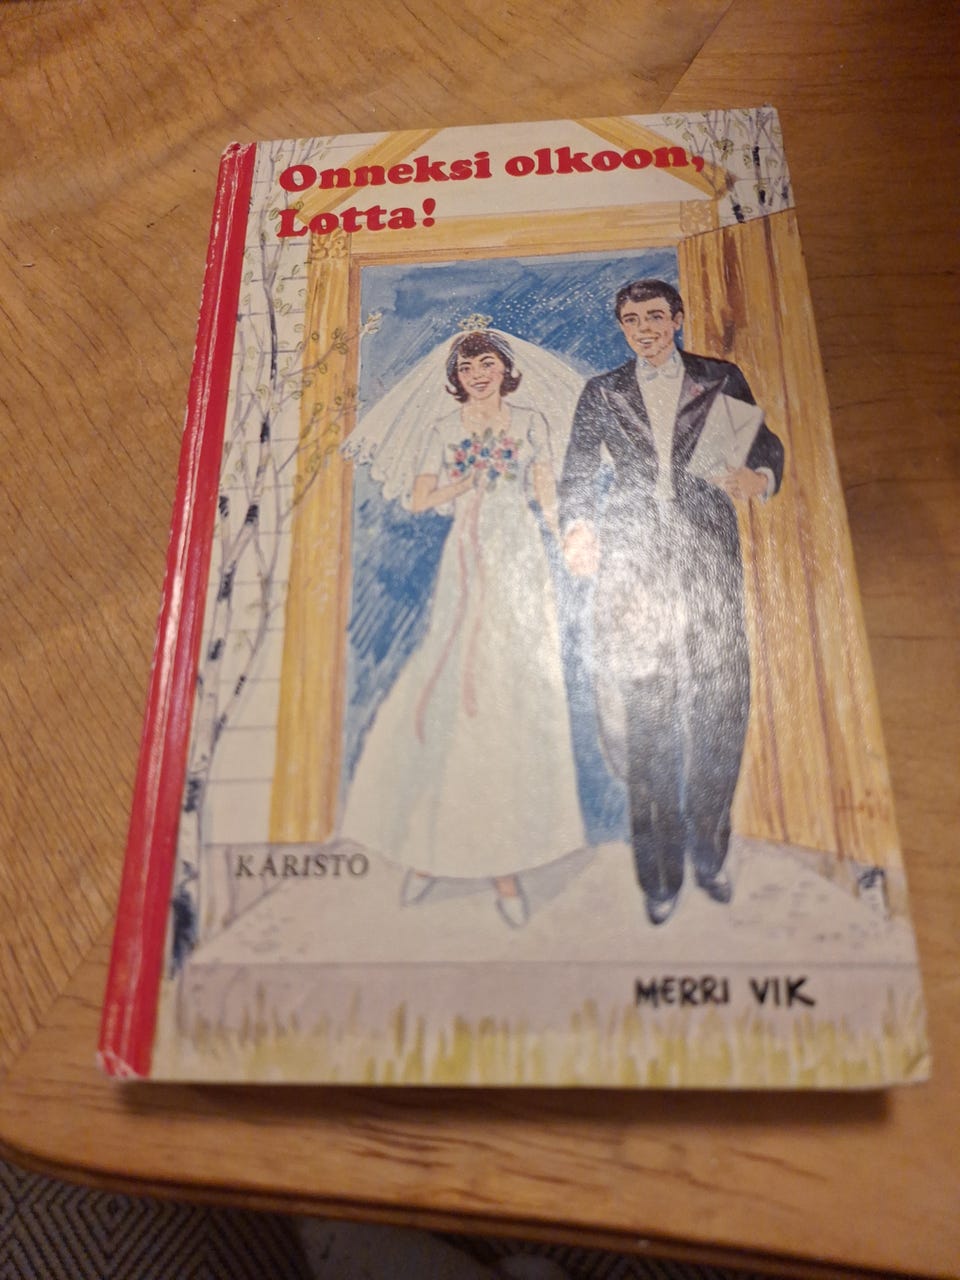 Onneksi olkoon,
Lotta!
KARISTO
MERRI VIK